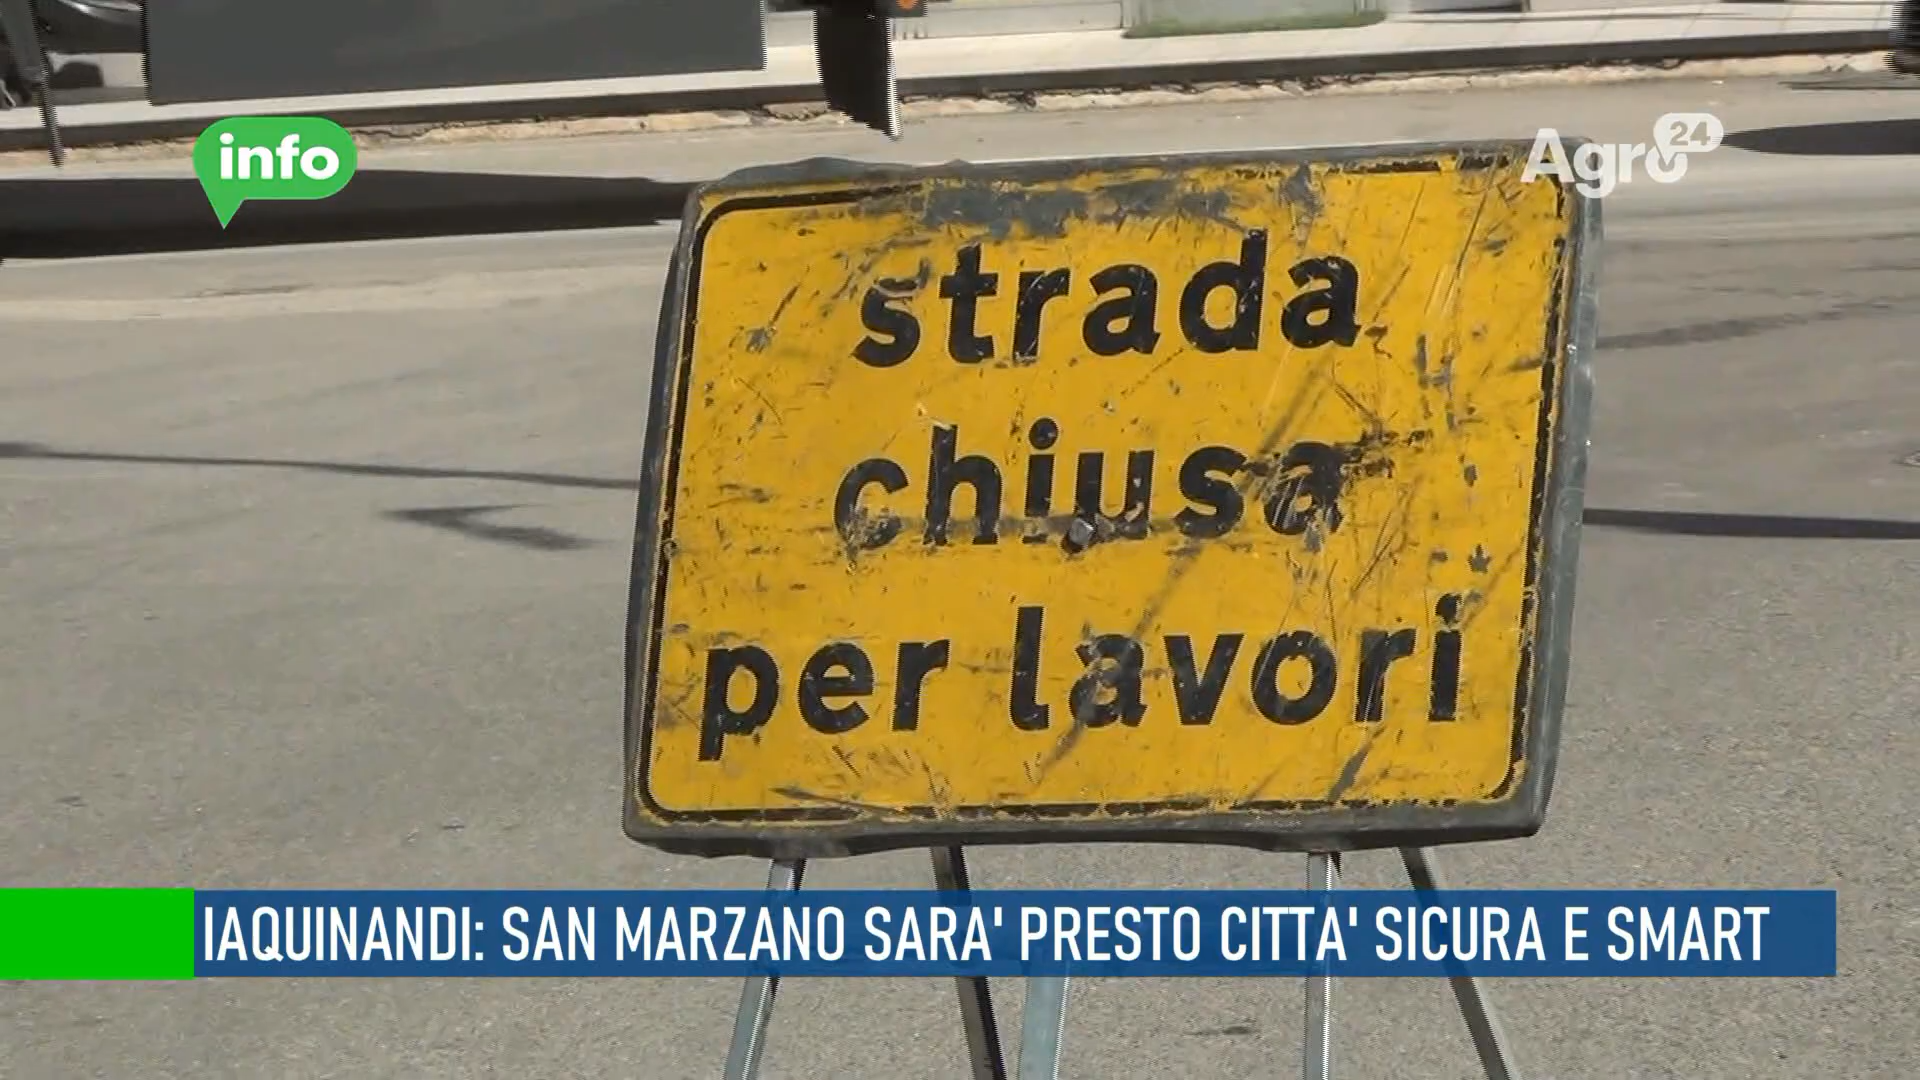 info
Agro24
strada
chiusa
per lavori
IAQUINANDI: SAN MARZANO SARA' PRESTO CITTA' SICURA E SMART